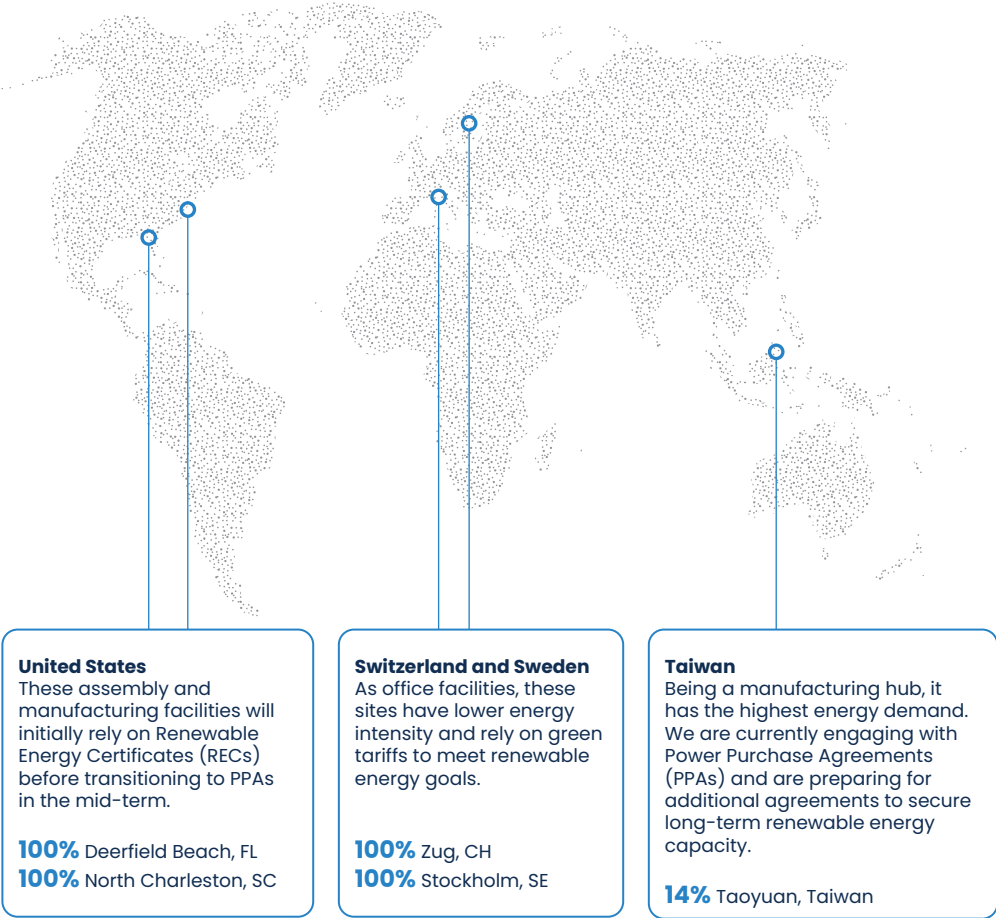 United States
These assembly and
manufacturing facilities will
initially rely on Renewable
Energy Certificates (RECs)
before transitioning to PPAs
in the mid-term.
100% Deerfield Beach, FL
100% North Charleston, SC
Switzerland and Sweden
As office facilities, these
sites have lower energy
intensity and rely on green
tariffs to meet renewable
energy goals.
100% Zug, CH
100% Stockholm, SE
Taiwan
Being a manufacturing hub, it
has the highest energy demand.
We are currently engaging with
Power Purchase Agreements
(PPAs) and are preparing for
additional agreements to secure
long-term renewable energy
capacity.
14% Taoyuan, Taiwan